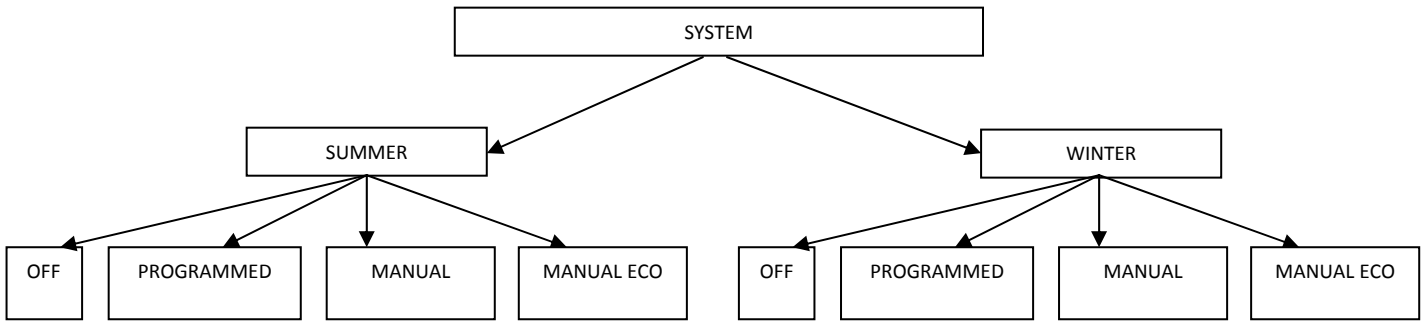 SYSTEM
SUMMER
WINTER
OFF
PROGRAMMED
MANUAL
MANUAL ECO
OFF
PROGRAMMED
MANUAL
MANUAL ECO